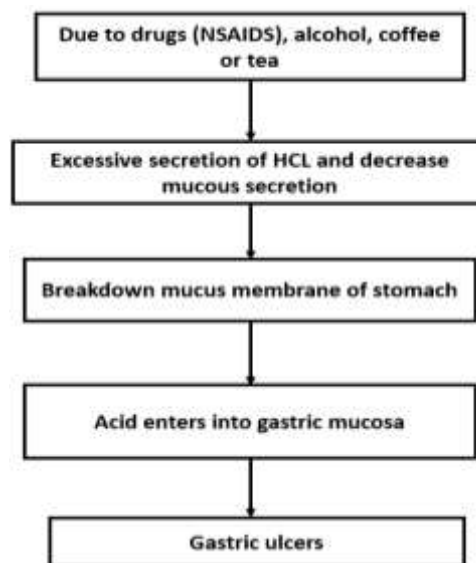 Due to drugs (NSAIDS), alcohol, coffee
or tea
Excessive secretion of HCL and decrease
mucous secretion
Breakdown mucus membrane of stomach
Acid enters into gastric mucosa
Gastric ulcers